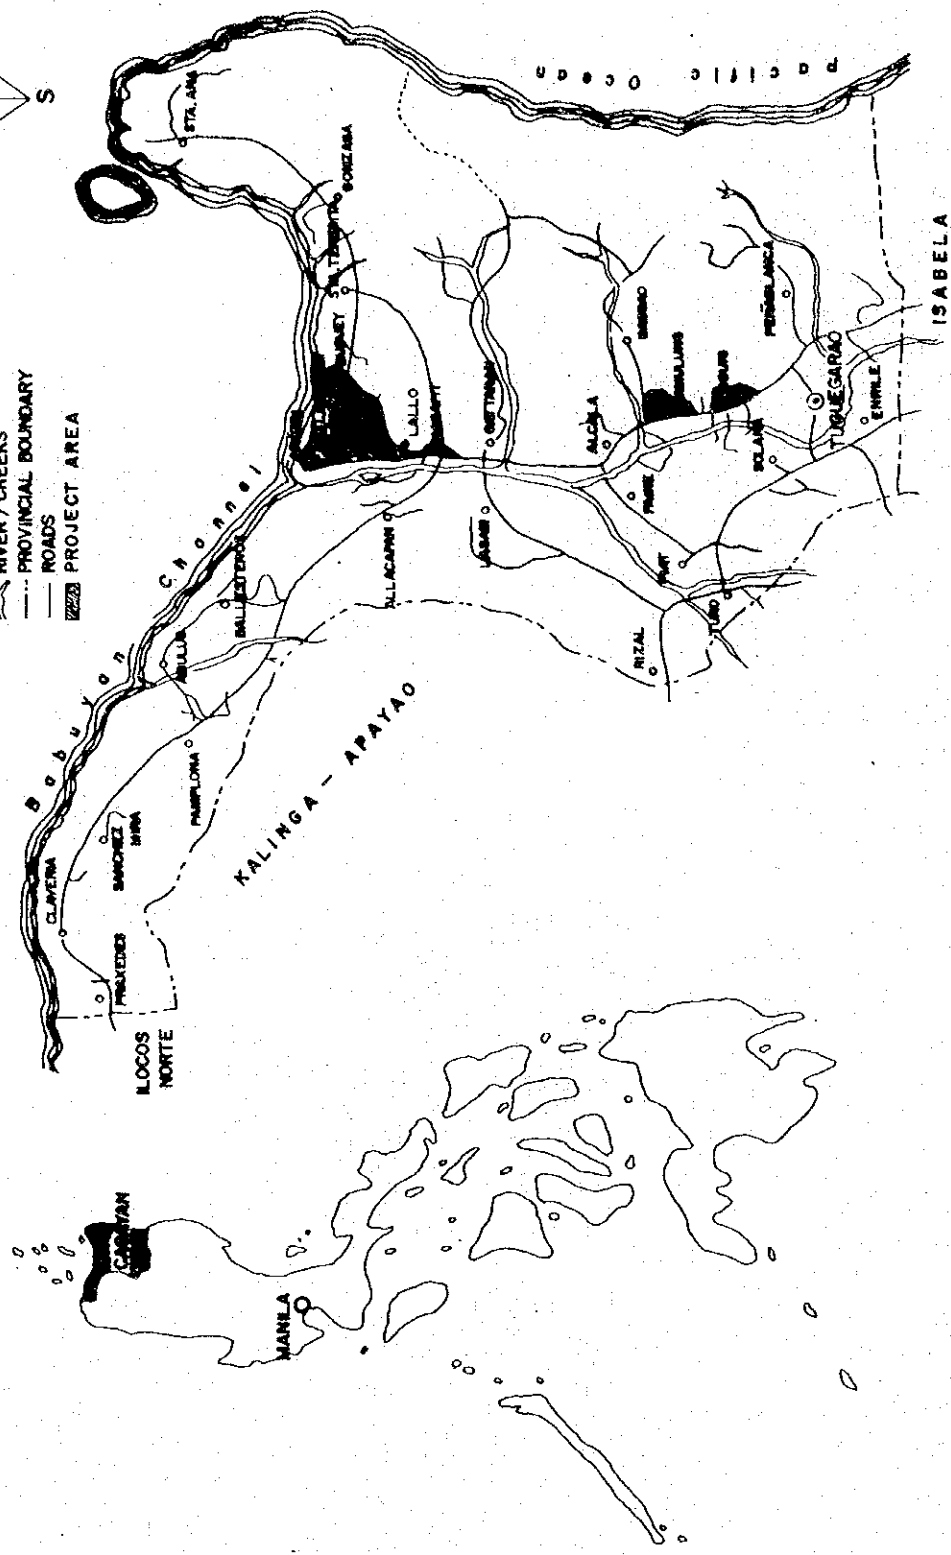 S
RIVER / CREEKS
PROVINCIAL BOUNDARY
ROADS
PROJECT AREA
Babuyan Channel
Pacific Ocean
STA. ANA
GONZAGA
STA. TERESITA
LALLO
BALLESTEROS
ABULUG
ALLACAPAN
PAMPLONA
SANCHEZ
MIRA
CLAVERIA
PRAXEDES
ILOCOS
NORTE
KALINGA - APAYAO
LASAM
ALCALA
BAGGAO
AMULUNG
PEÑABLANCA
SOLANA
TUGUEGARAO
ENRILE
PIAT
TUAO
RIZAL
ISABELA
CAGAYAN
MANILA